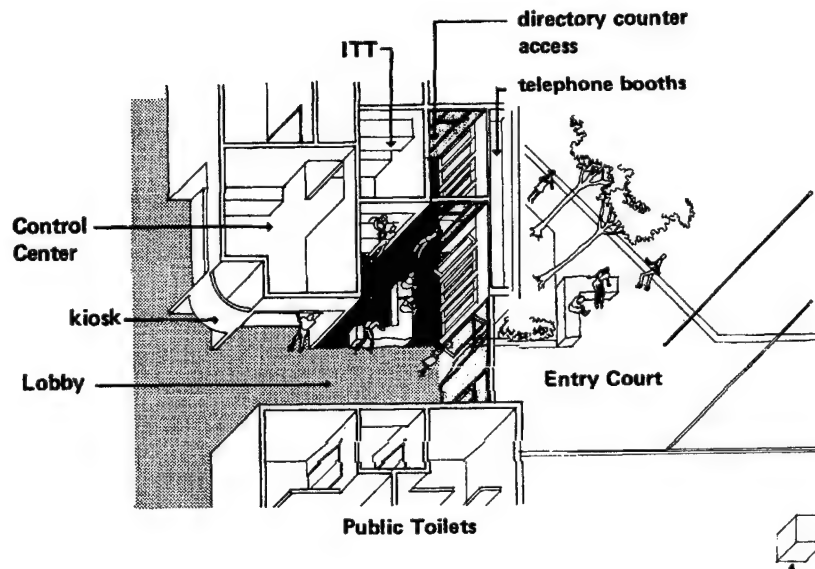 directory counter
access
ITT
telephone booths
Control
Center
kiosk
Lobby
Entry Court
Public Toilets